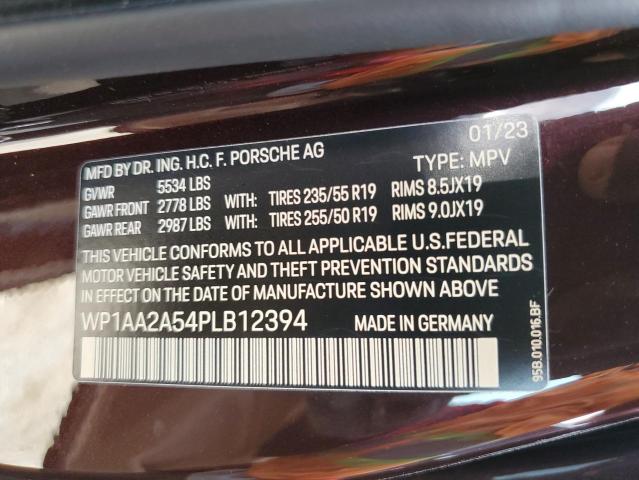 01/23
MFD BY DR. ING. H.C. F. PORSCHE AG TYPE: MPV
GVWR 5534 LBS
GAWR FRONT 2778 LBS WITH: TIRES 235/55 R19 RIMS 8.5JX19
GAWR REAR 2987 LBS WITH: TIRES 255/50 R19 RIMS 9.0JX19
THIS VEHICLE CONFORMS TO ALL APPLICABLE U.S.FEDERAL
MOTOR VEHICLE SAFETY AND THEFT PREVENTION STANDARDS
IN EFFECT ON THE DATE OF MANUFACTURE SHOWN ABOVE.
WP1AA2A54PLB12394 MADE IN GERMANY
95B.010.016.BF